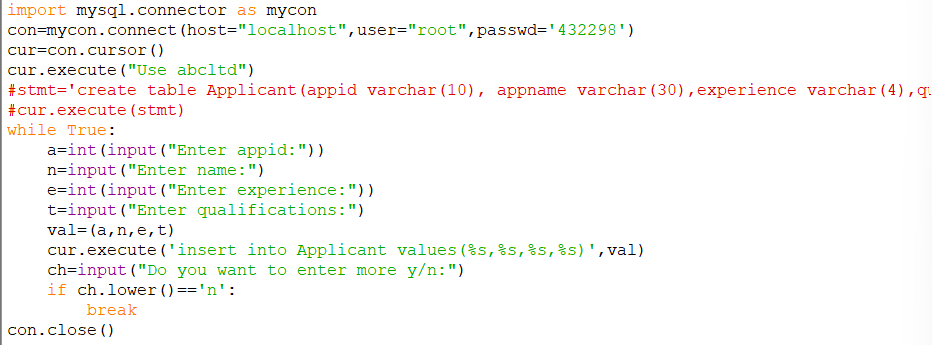 import mysql.connector as mycon
con=mycon.connect(host="localhost",user="root",passwd='432298')
cur=con.cursor()
cur.execute("Use abcltd")
#stmt='create table Applicant(appid varchar(10), appname varchar(30),experience varchar(4),
#cur.execute(stmt)
while True:
    a=int(input("Enter appid:"))
    n=input("Enter name:")
    e=int(input("Enter experience:"))
    t=input("Enter qualifications:")
    val=(a,n,e,t)
    cur.execute('insert into Applicant values(%s,%s,%s,%s)',val)
    ch=input("Do you want to enter more y/n:")
    if ch.lower()=='n':
        break
con.close()